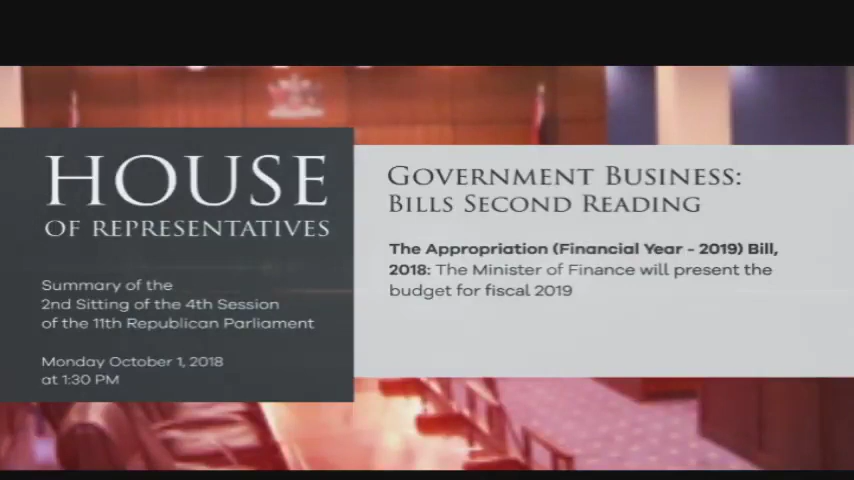 HOUSE
OF REPRESENTATIVES
Summary of the
2nd Sitting of the 4th Session
of the 11th Republican Parliament
Monday October 1, 2018
at 1:30 PM
GOVERNMENT BUSINESS:
BILLS SECOND READING
The Appropriation (Financial Year - 2019) Bill,
2018: The Minister of Finance will present the
budget for fiscal 2019